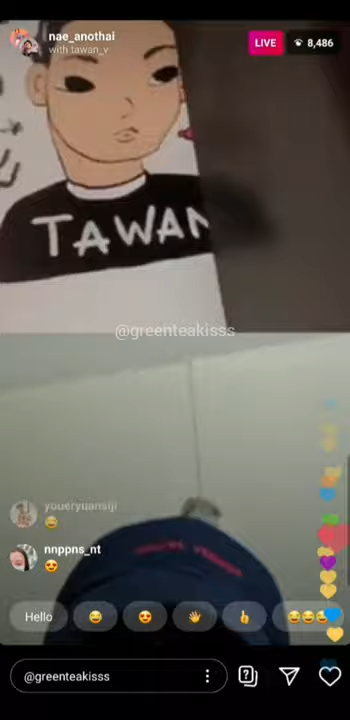 nae_anothai
with tawan_v
LIVE
8,486
TAWAN
@greenteakisss
youeryuansiji
😂
nnppns_nt
😍
Hello
😂
😍
👋
👍
😂😂😂
@greenteakisss